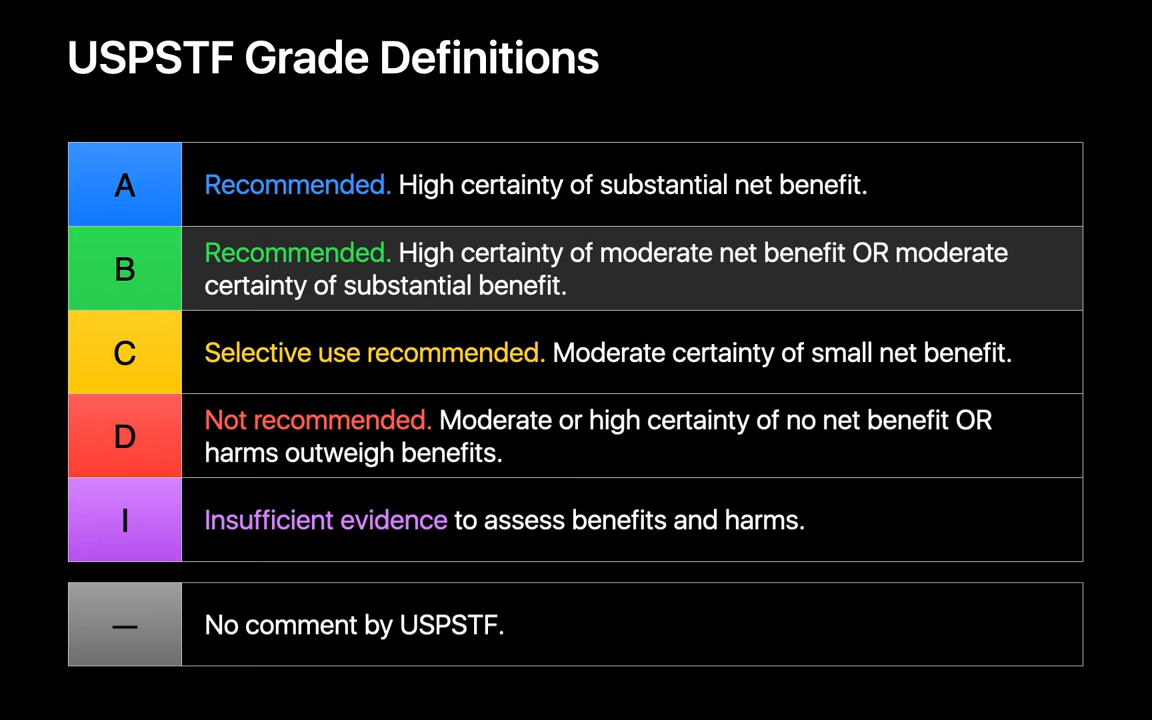 USPSTF Grade Definitions
A
Recommended. High certainty of substantial net benefit.
B
Recommended. High certainty of moderate net benefit OR moderate
certainty of substantial benefit.
C
Selective use recommended. Moderate certainty of small net benefit.
D
Not recommended. Moderate or high certainty of no net benefit OR
harms outweigh benefits.
I
Insufficient evidence to assess benefits and harms.
—
No comment by USPSTF.